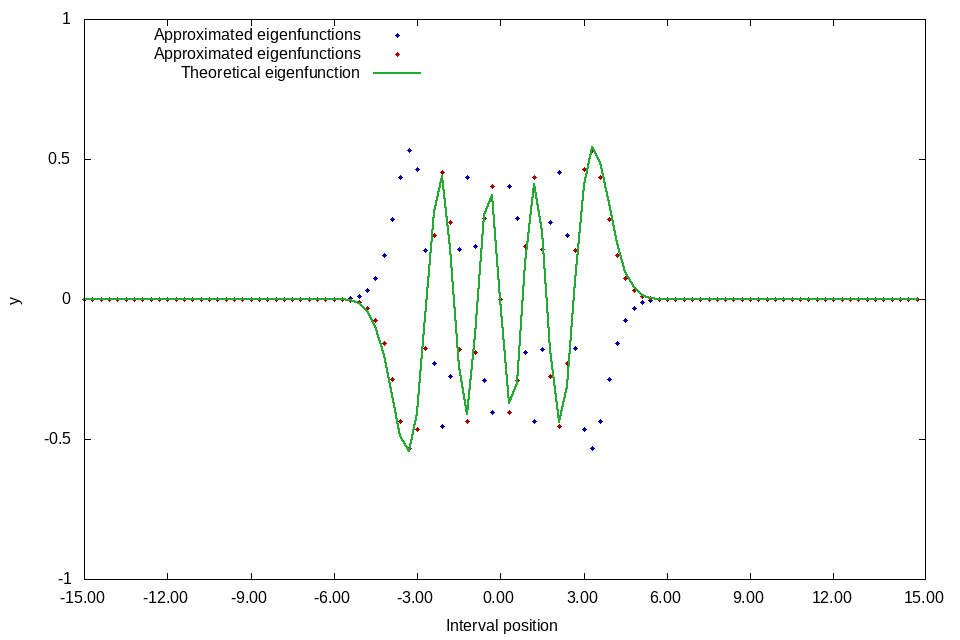 1
Approximated eigenfunctions
Approximated eigenfunctions
Theoretical eigenfunction
0.5
y
0
-0.5
-1
-15.00 -12.00 -9.00 -6.00 -3.00 0.00 3.00 6.00 9.00 12.00 15.00
Interval position